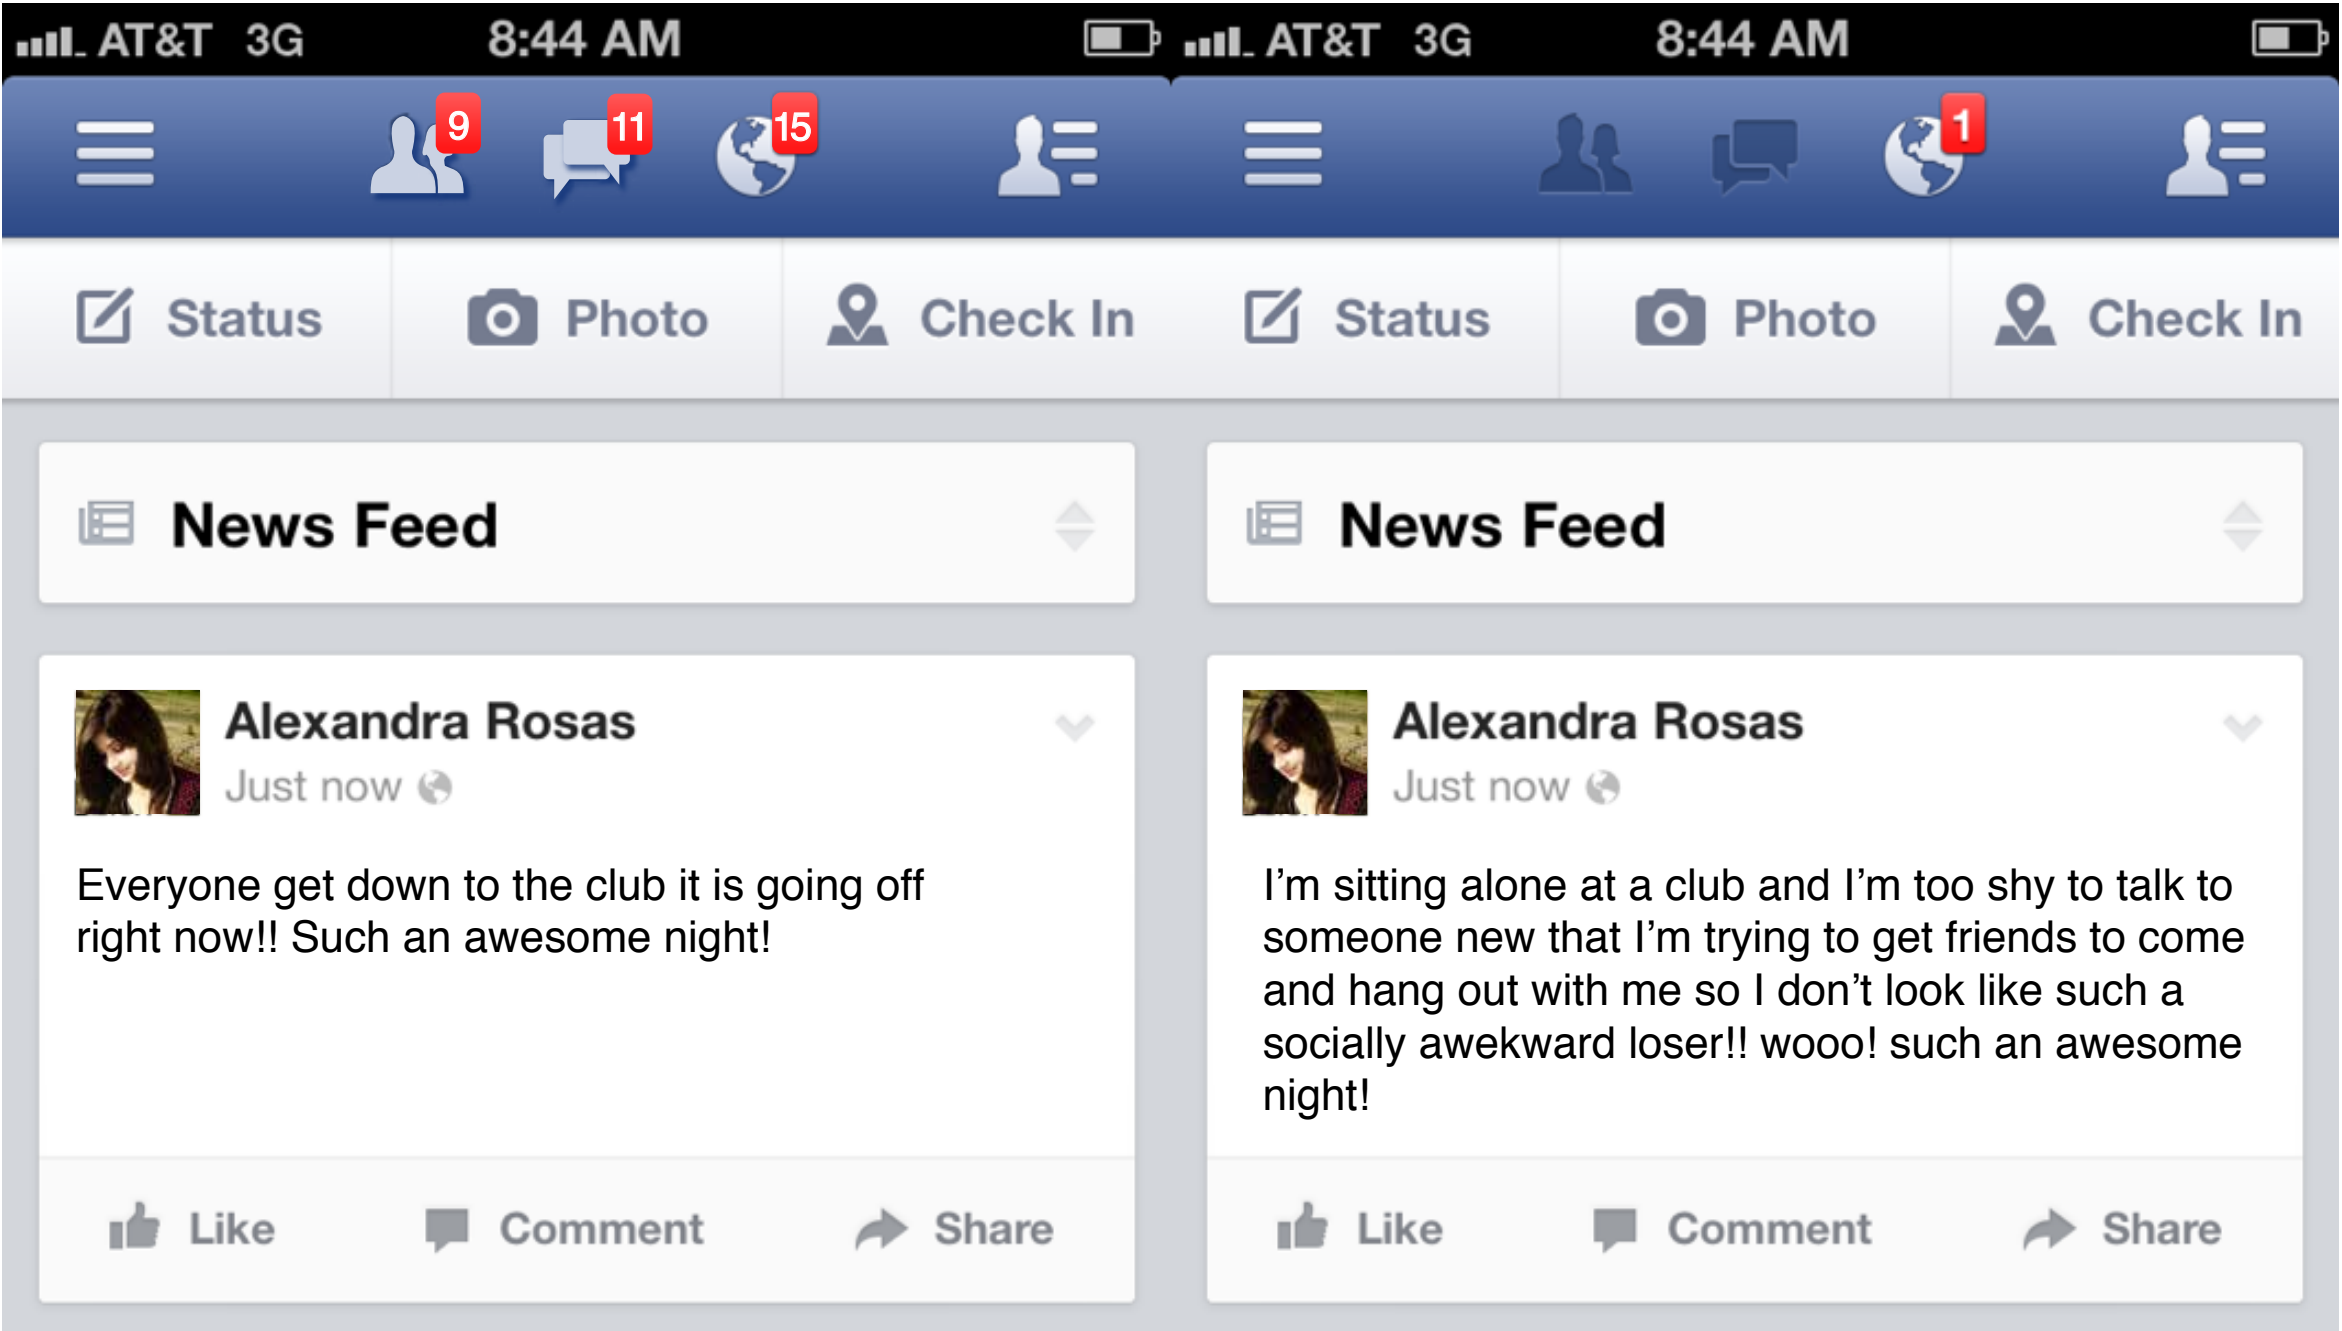 AT&T 3G 8:44 AM
9 11 15
Status Photo Check In
News Feed
Alexandra Rosas
Just now
Everyone get down to the club it is going off
right now!! Such an awesome night!
Like Comment Share
AT&T 3G 8:44 AM
1
Status Photo Check In
News Feed
Alexandra Rosas
Just now
I'm sitting alone at a club and I'm too shy to talk to
someone new that I'm trying to get friends to come
and hang out with me so I don't look like such a
socially awekward loser!! wooo! such an awesome
night!
Like Comment Share